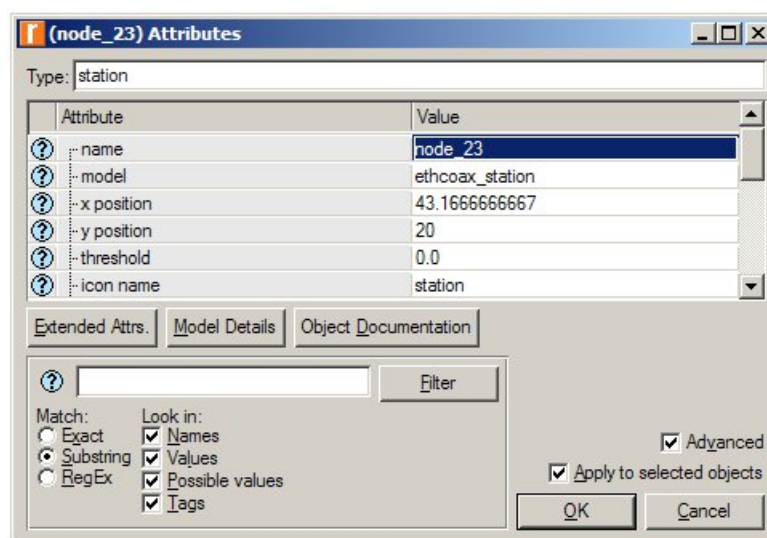 (node_23) Attributes
Type: station
Attribute Value
name node_23
model ethcoax_station
x position 43.1666666667
y position 20
threshold 0.0
icon name station
Extended Attrs. Model Details Object Documentation
Filter
Match: Look in:
Exact Names
Substring Values
RegEx Possible values
Tags
Advanced
Apply to selected objects
OK Cancel